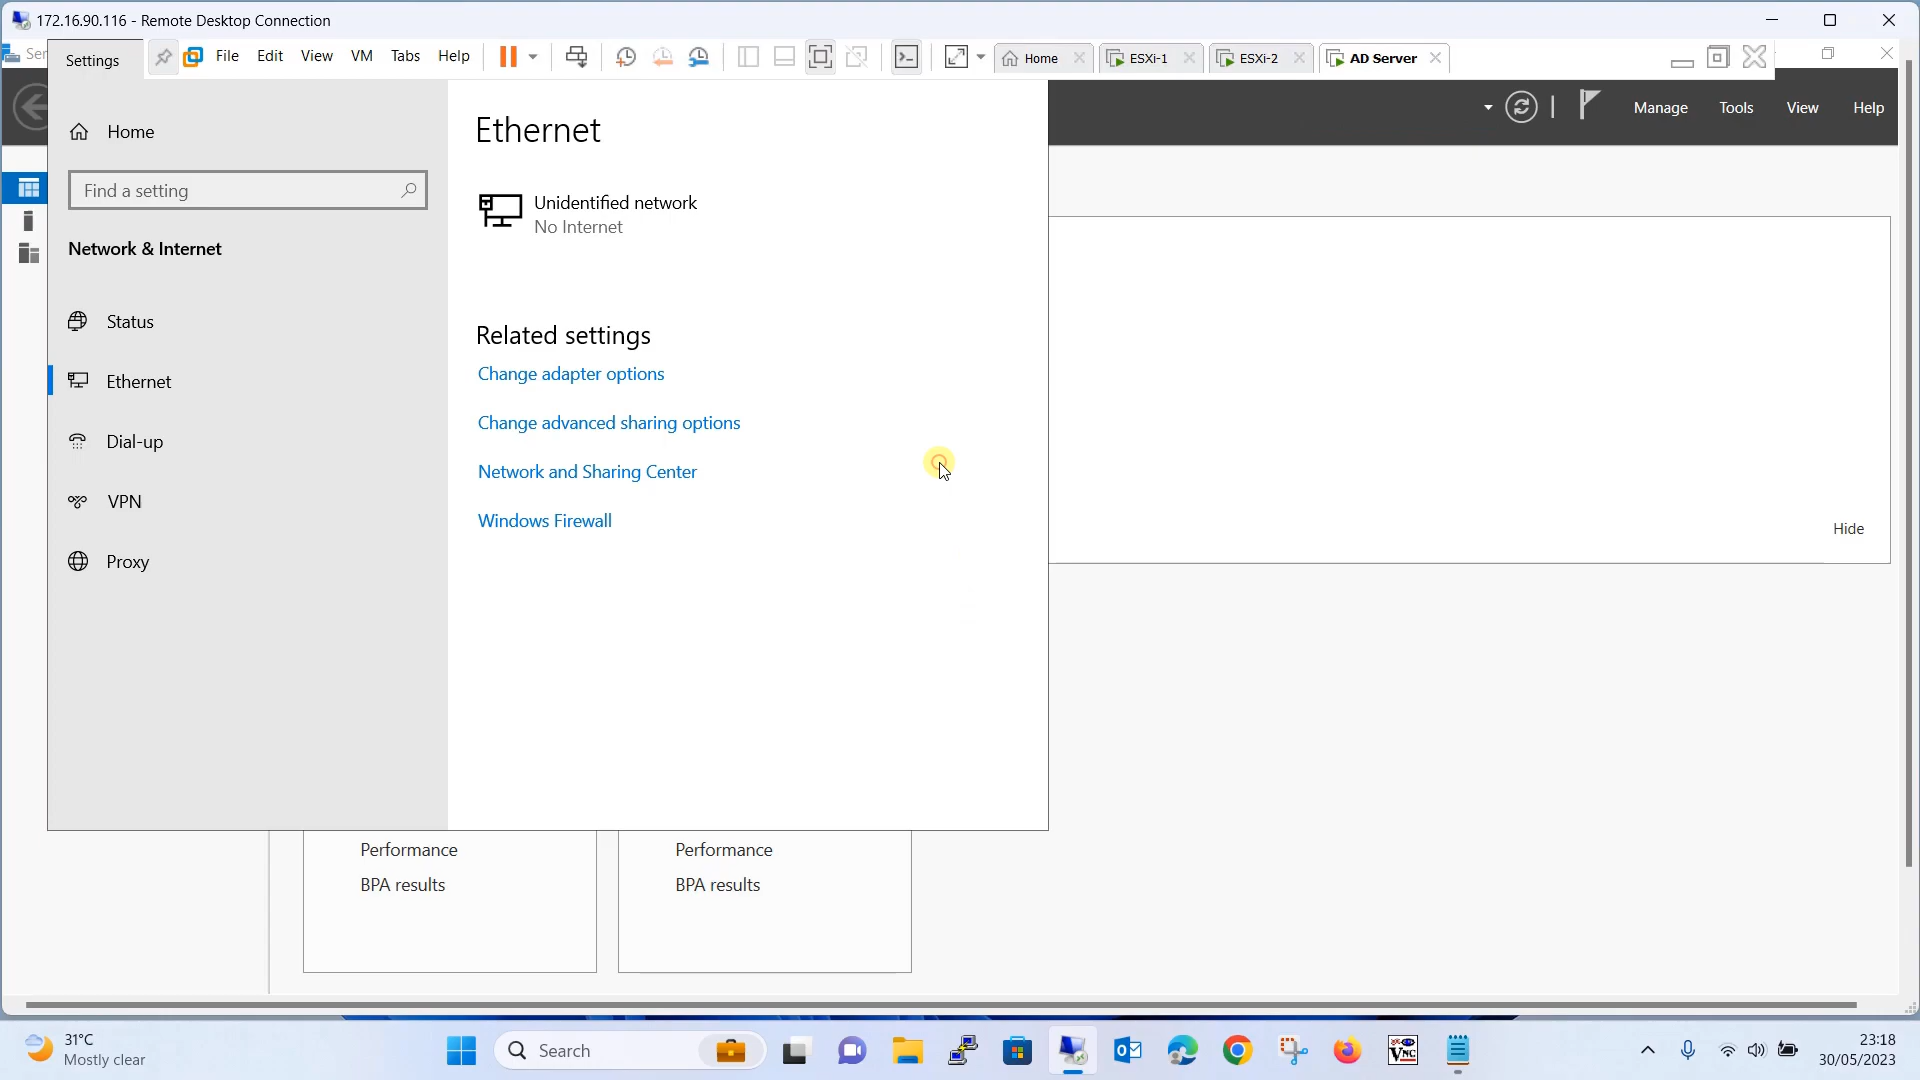 172.16.90.116 - Remote Desktop Connection
Ser
Settings
File Edit View VM Tabs Help
Home
ESXi-1
ESXi-2
AD Server
Manage Tools View Help
Home
Find a setting
Network & Internet
Status
Ethernet
Dial-up
VPN
Proxy
Ethernet
Unidentified network
No Internet
Related settings
Change adapter options
Change advanced sharing options
Network and Sharing Center
Windows Firewall
Hide
Performance
BPA results
Performance
BPA results
31°C
Mostly clear
Search
VNC
23:18
30/05/2023